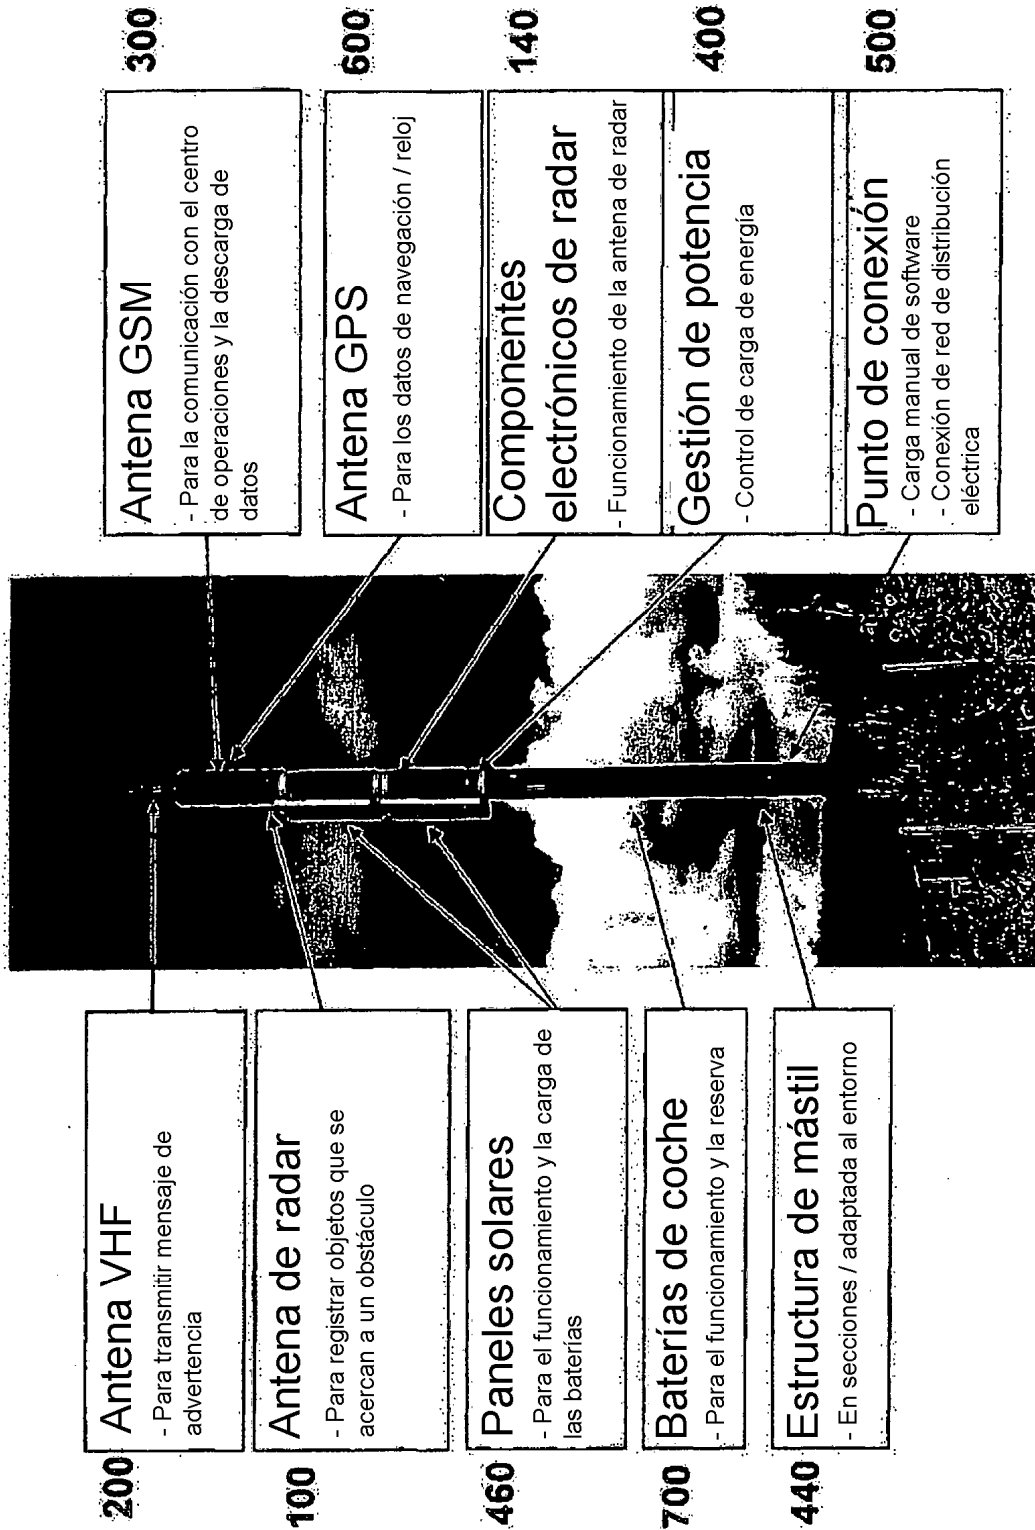 200
Antena VHF
- Para transmitir mensaje de
advertencia
100
Antena de radar
- Para registrar objetos que se
acercan a un obstáculo
460
Paneles solares
- Para el funcionamiento y la carga de
las baterías
700
Baterías de coche
- Para el funcionamiento y la reserva
440
Estructura de mástil
- En secciones / adaptada al entorno
300
Antena GSM
- Para la comunicación con el centro
de operaciones y la descarga de
datos
600
Antena GPS
- Para los datos de navegación / reloj
140
Componentes
electrónicos de radar
- Funcionamiento de la antena de radar
400
Gestión de potencia
- Control de carga de energía
500
Punto de conexión
- Carga manual de software
- Conexión de red de distribución
eléctrica